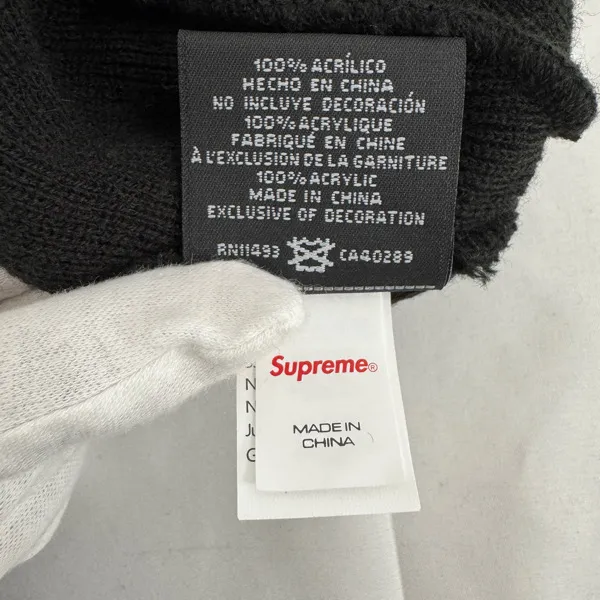 100% ACRÍLICO
HECHO EN CHINA
NO INCLUYE DECORACIÓN
100% ACRYLIQUE
FABRIQUÉ EN CHINE
À L'EXCLUSION DE LA GARNITURE
100% ACRYLIC
MADE IN CHINA
EXCLUSIVE OF DECORATION
RN11493 CA40289
Supreme®
MADE IN
CHINA